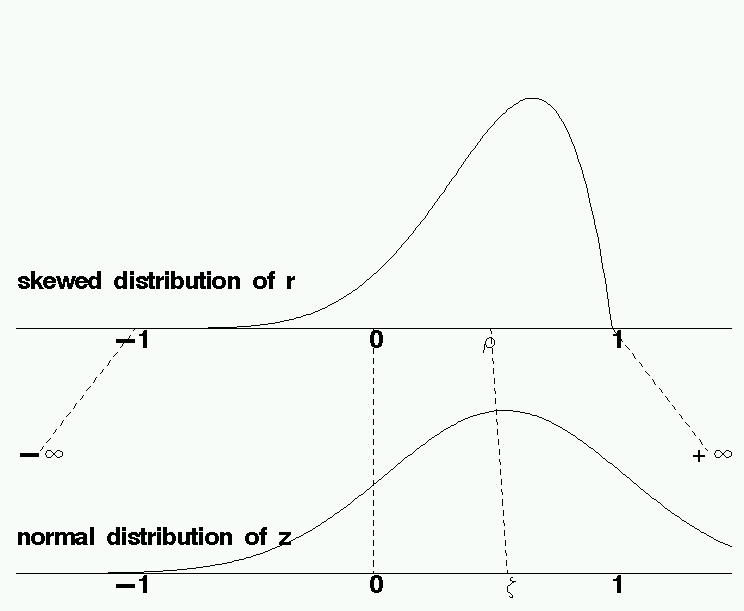 skewed distribution of r
−1 0 ρ 1
−∞ + ∞
normal distribution of z
−1 0 ζ 1